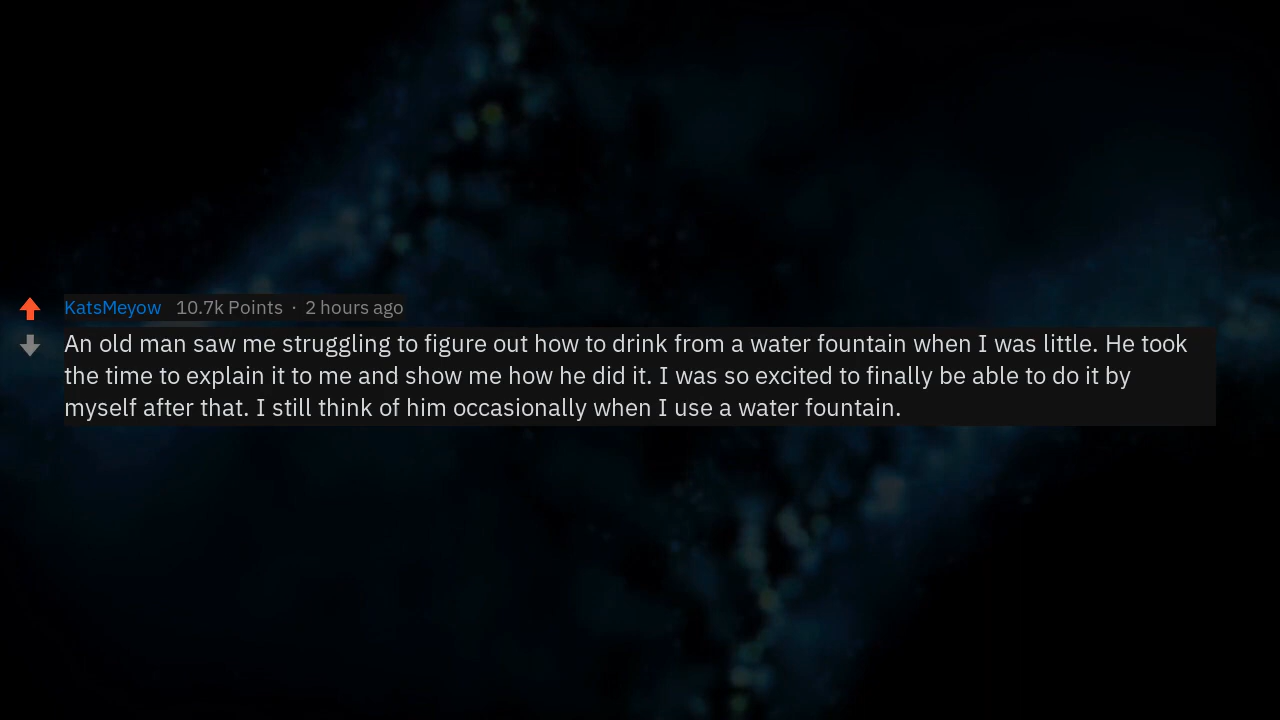 KatsMeyow 10.7k Points · 2 hours ago
An old man saw me struggling to figure out how to drink from a water fountain when I was little. He took
the time to explain it to me and show me how he did it. I was so excited to finally be able to do it by
myself after that. I still think of him occasionally when I use a water fountain.